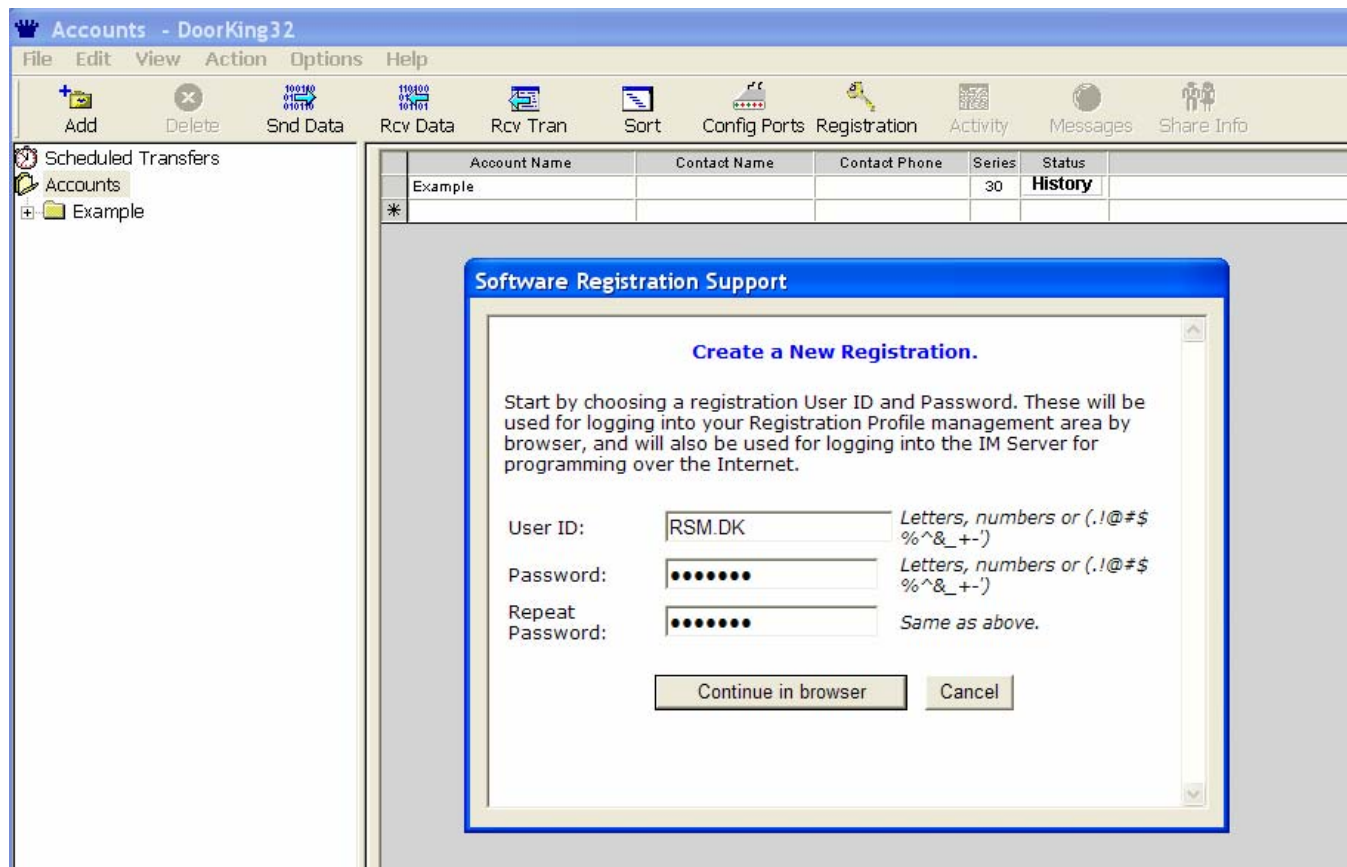 Accounts - DoorKing32
File Edit View Action Options Help
Add Delete Snd Data Rcv Data Rcv Tran Sort Config Ports Registration Activity Messages Share Info
Scheduled Transfers
Accounts
Example
Account Name Contact Name Contact Phone Series Status
Example 30 History
Software Registration Support
Create a New Registration.
Start by choosing a registration User ID and Password. These will be
used for logging into your Registration Profile management area by
browser, and will also be used for logging into the IM Server for
programming over the Internet.
User ID: RSM.DK Letters, numbers or (.!@#$
%^&_+-')
Password: ••••••• Letters, numbers or (.!@#$
%^&_+-')
Repeat
Password: ••••••• Same as above.
Continue in browser Cancel